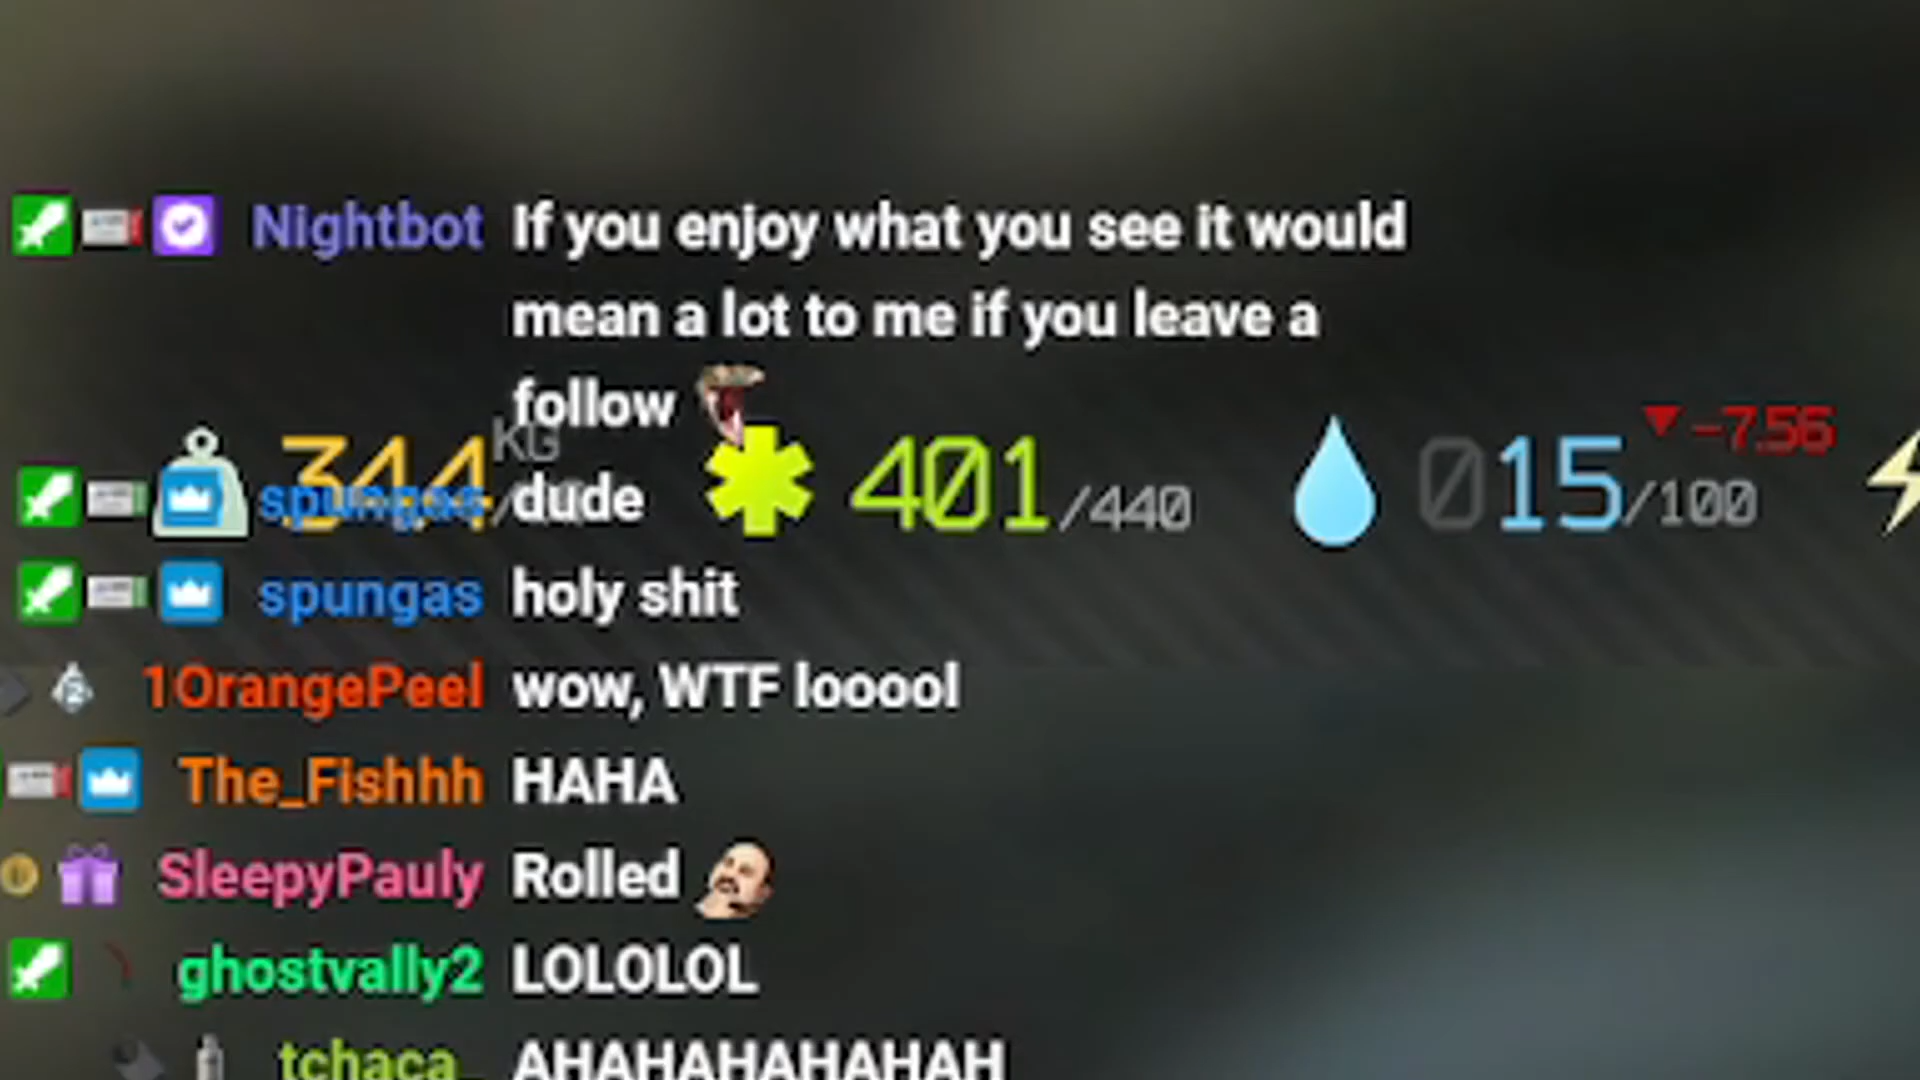 Nightbot If you enjoy what you see it would
mean a lot to me if you leave a
follow
344 KG 401/440 015/100 ▼-7.56
spungas dude
spungas holy shit
1OrangePeel wow, WTF looool
The_Fishhh HAHA
SleepyPauly Rolled
ghostvally2 LOLOLOL
tchaca_ AHAHAHAHAHAH